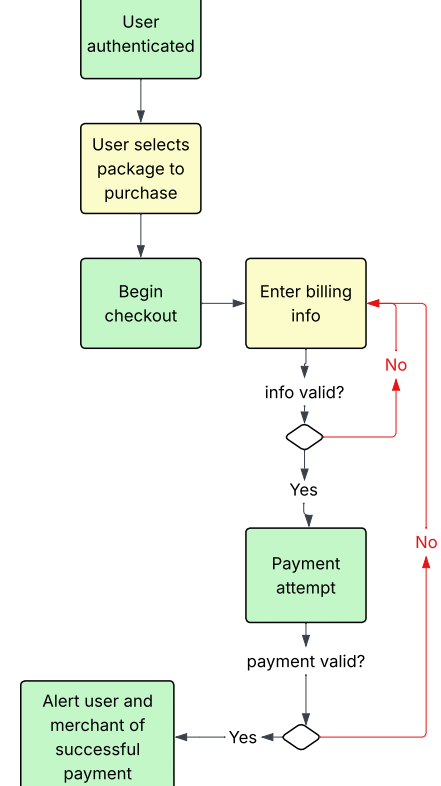 User
authenticated
User selects
package to
purchase
Begin
checkout
Enter billing
info
No
info valid?
Yes
No
Payment
attempt
payment valid?
Alert user and
merchant of
successful
payment
Yes